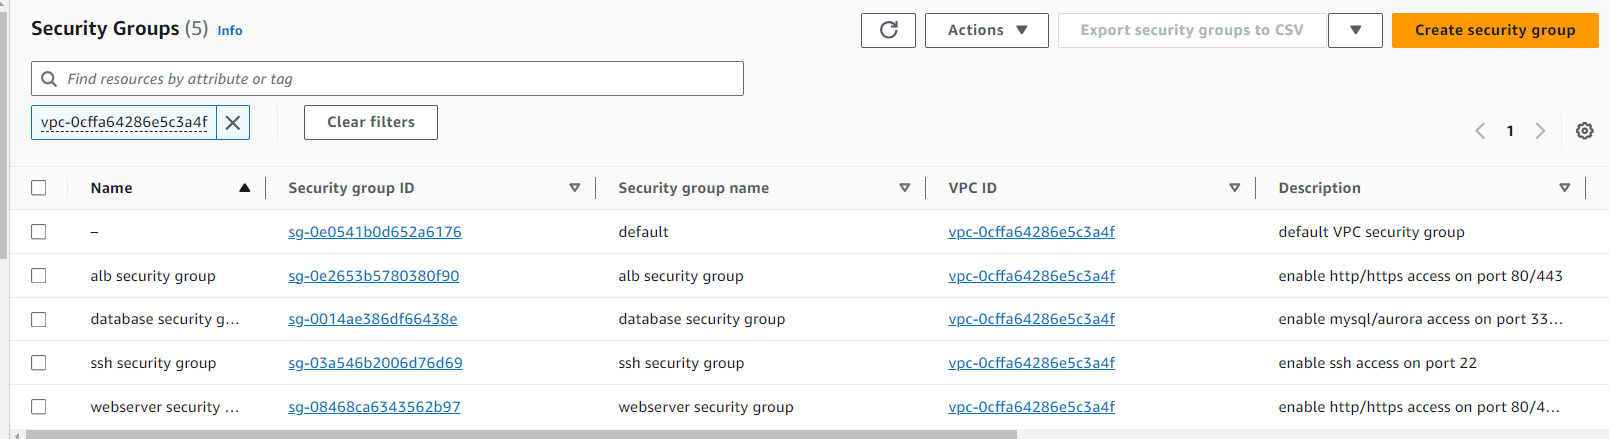 Security Groups (5) Info
Actions
Export security groups to CSV
Create security group
Find resources by attribute or tag
vpc-0cffa64286e5c3a4f
Clear filters
1
Name Security group ID Security group name VPC ID Description
– sg-0e0541b0d652a6176 default vpc-0cffa64286e5c3a4f default VPC security group
alb security group sg-0e2653b5780380f90 alb security group vpc-0cffa64286e5c3a4f enable http/https access on port 80/443
database security g... sg-0014ae386df66438e database security group vpc-0cffa64286e5c3a4f enable mysql/aurora access on port 33...
ssh security group sg-03a546b2006d76d69 ssh security group vpc-0cffa64286e5c3a4f enable ssh access on port 22
webserver security ... sg-08468ca6343562b97 webserver security group vpc-0cffa64286e5c3a4f enable http/https access on port 80/4...